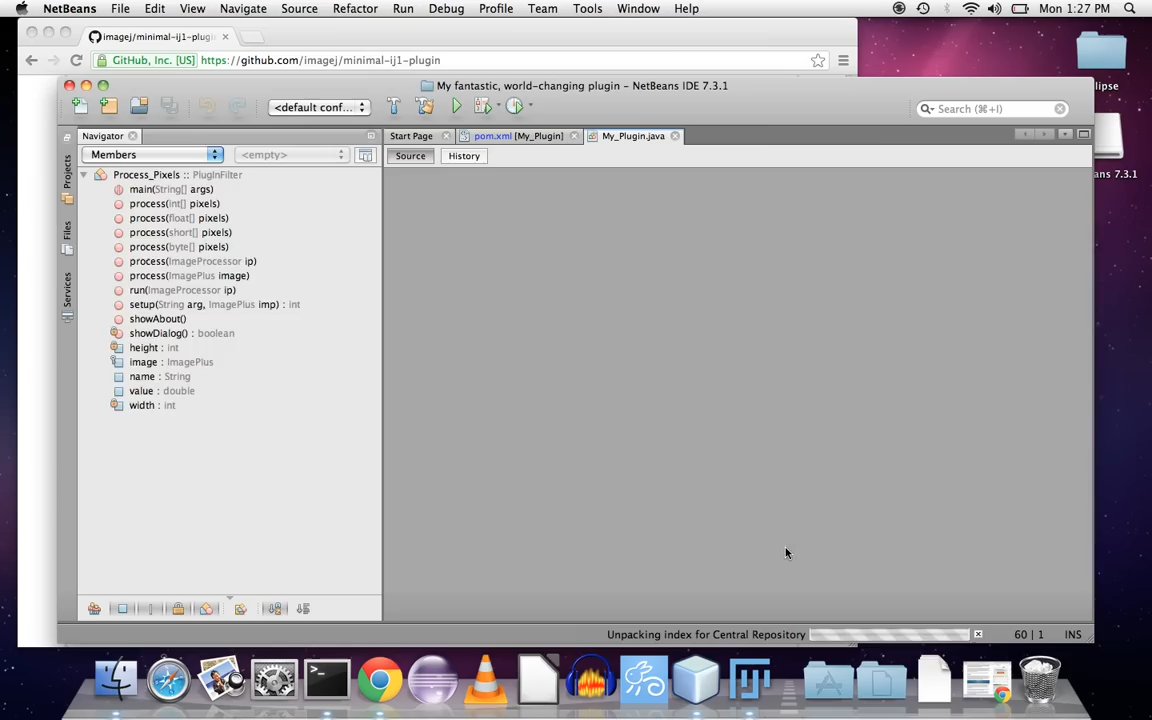 NetBeans File Edit View Navigate Source Refactor Run Debug Profile Team Tools Window Help Mon 1:27 PM
imagej/minimal-ij1-plugi
GitHub, Inc. [US] https://github.com/imagej/minimal-ij1-plugin
lipse
My fantastic, world-changing plugin - NetBeans IDE 7.3.1
<default conf... Search (⌘+I)
Navigator Start Page pom.xml [My_Plugin] My_Plugin.java
Members <empty> Source History
ans 7.3.1
Projects
Files
Services
Process_Pixels :: PlugInFilter
main(String[] args)
process(int[] pixels)
process(float[] pixels)
process(short[] pixels)
process(byte[] pixels)
process(ImageProcessor ip)
process(ImagePlus image)
run(ImageProcessor ip)
setup(String arg, ImagePlus imp) : int
showAbout()
showDialog() : boolean
height : int
image : ImagePlus
name : String
value : double
width : int
Unpacking index for Central Repository 60 | 1 INS